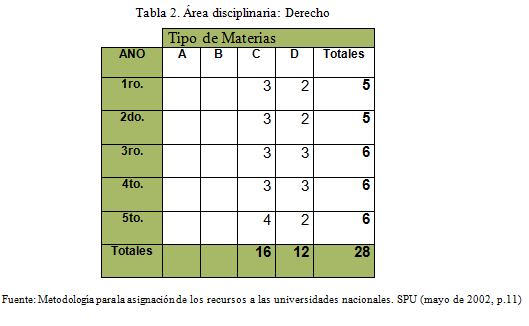 Tabla 2. Área disciplinaria: Derecho
Tipo de Materias
ANO A B C D Totales
1ro. 3 2 5
2do. 3 2 5
3ro. 3 3 6
4to. 3 3 6
5to. 4 2 6
Totales 16 12 28
Fuente: Metodología para la asignación de los recursos a las universidades nacionales. SPU (mayo de 2002, p.11)